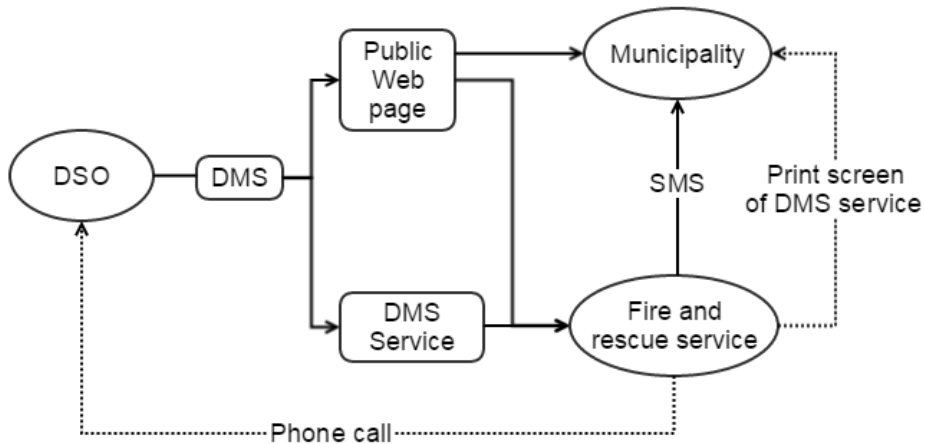 Public
Web
page
Municipality
DSO
DMS
SMS
Print screen
of DMS service
DMS
Service
Fire and
rescue service
Phone call